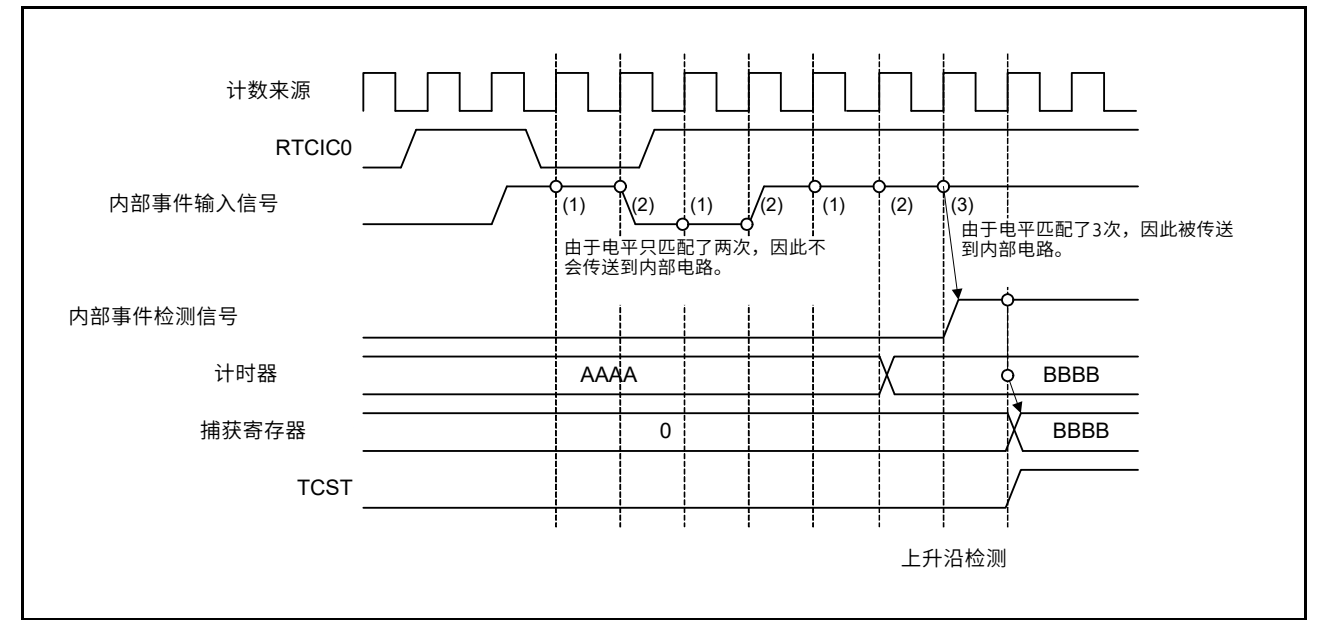 计数来源
RTCIC0
内部事件输入信号
(1) (2) (1) (2) (1) (2) (3)
由于电平只匹配了两次，因此不
会传送到内部电路。
由于电平匹配了3次，因此被传送
到内部电路。
内部事件检测信号
计时器 AAAA BBBB
捕获寄存器 0 BBBB
TCST
上升沿检测